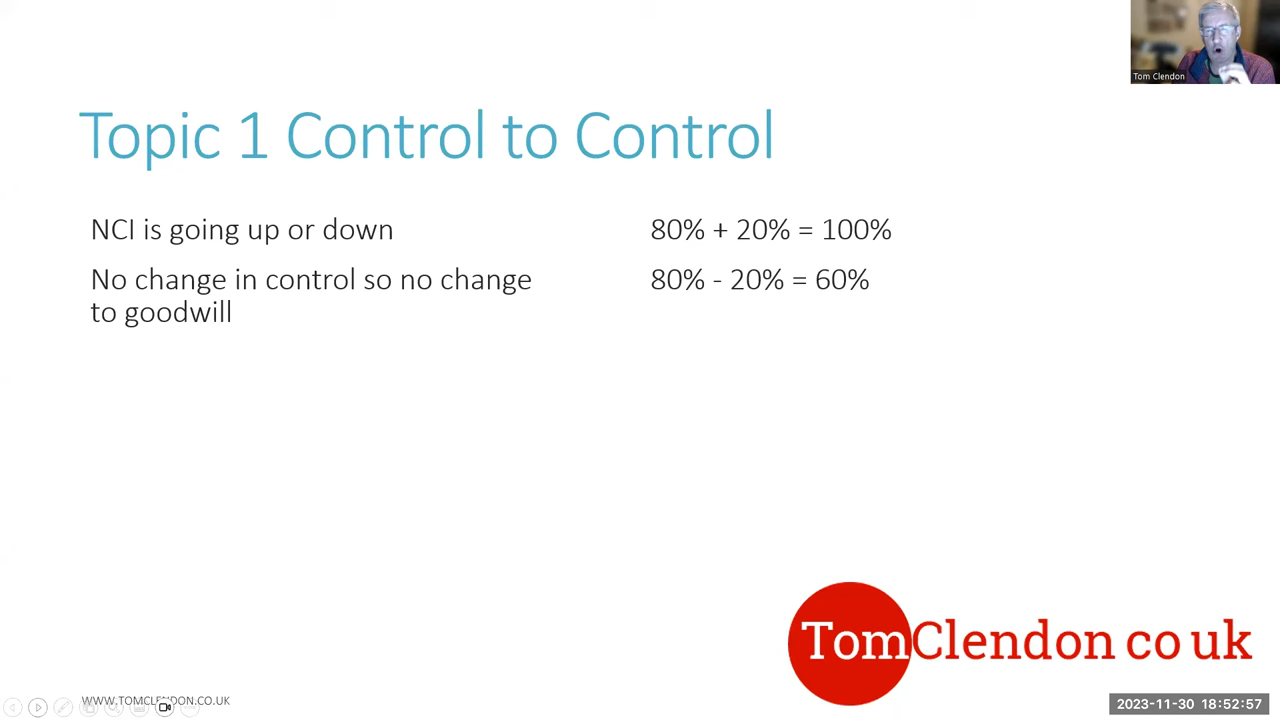 Tom Clendon
Topic 1 Control to Control
NCI is going up or down
80% + 20% = 100%
No change in control so no change
to goodwill
80% - 20% = 60%
TomClendon co uk
WWW.TOMCLENDON.CO.UK
2023-11-30 18:52:57